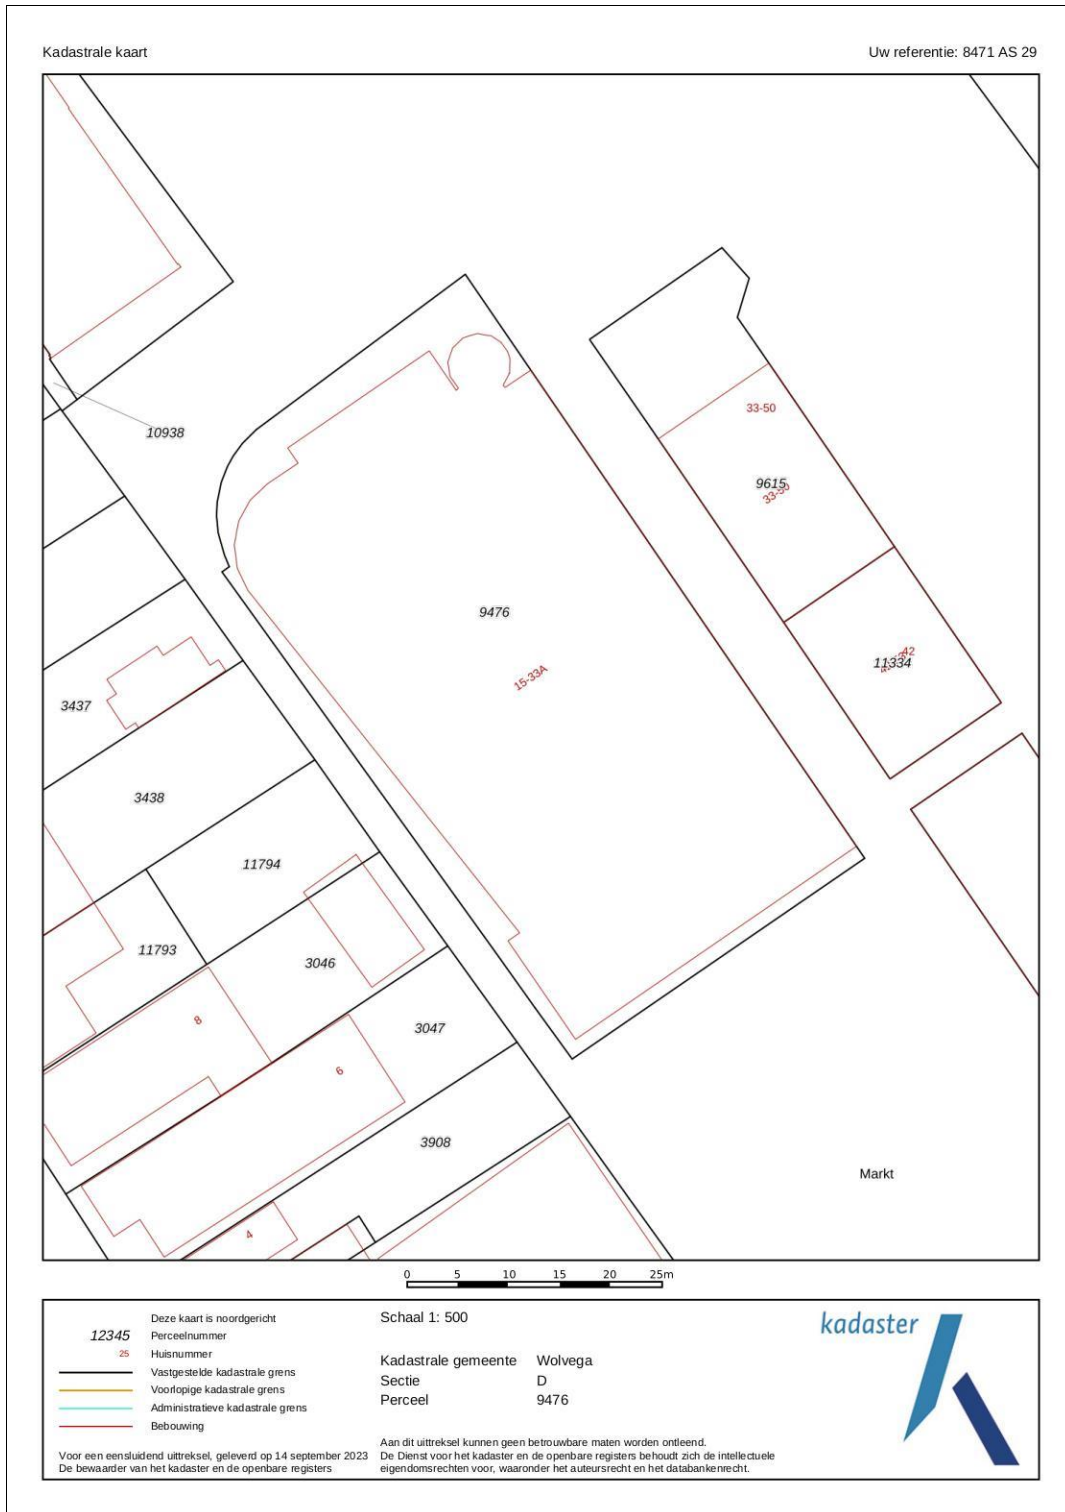 Kadastrale kaart
Uw referentie: 8471 AS 29
33-50
10938
9615
33-50
9476
42
11334
15-33A
3437
3438
11794
11793
3046
8
3047
6
3908
Markt
4
0 5 10 15 20 25m
Deze kaart is noordgericht
12345 Perceelnummer
25 Huisnummer
Vastgestelde kadastrale grens
Voorlopige kadastrale grens
Administratieve kadastrale grens
Bebouwing
Voor een eensluidend uittreksel, geleverd op 14 september 2023
De bewaarder van het kadaster en de openbare registers
Schaal 1: 500
Kadastrale gemeente Wolvega
Sectie D
Perceel 9476
Aan dit uittreksel kunnen geen betrouwbare maten worden ontleend.
De Dienst voor het kadaster en de openbare registers behoudt zich de intellectuele
eigendomsrechten voor, waaronder het auteursrecht en het databankenrecht.
kadaster